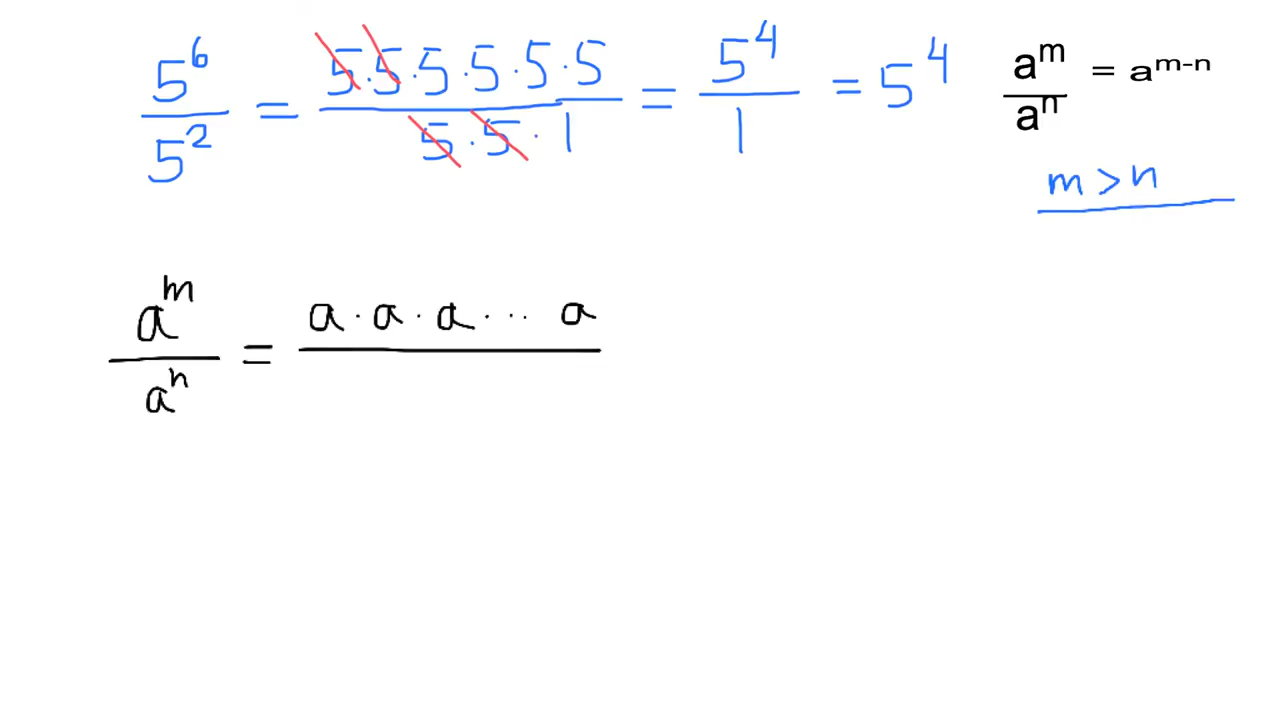 5^6/5^2 = 5·5·5·5·5·5/5·5·1 = 5^4/1 = 5^4
a^m/a^n = a^(m-n)
m > n
a^m/a^n = a·a·a·... a